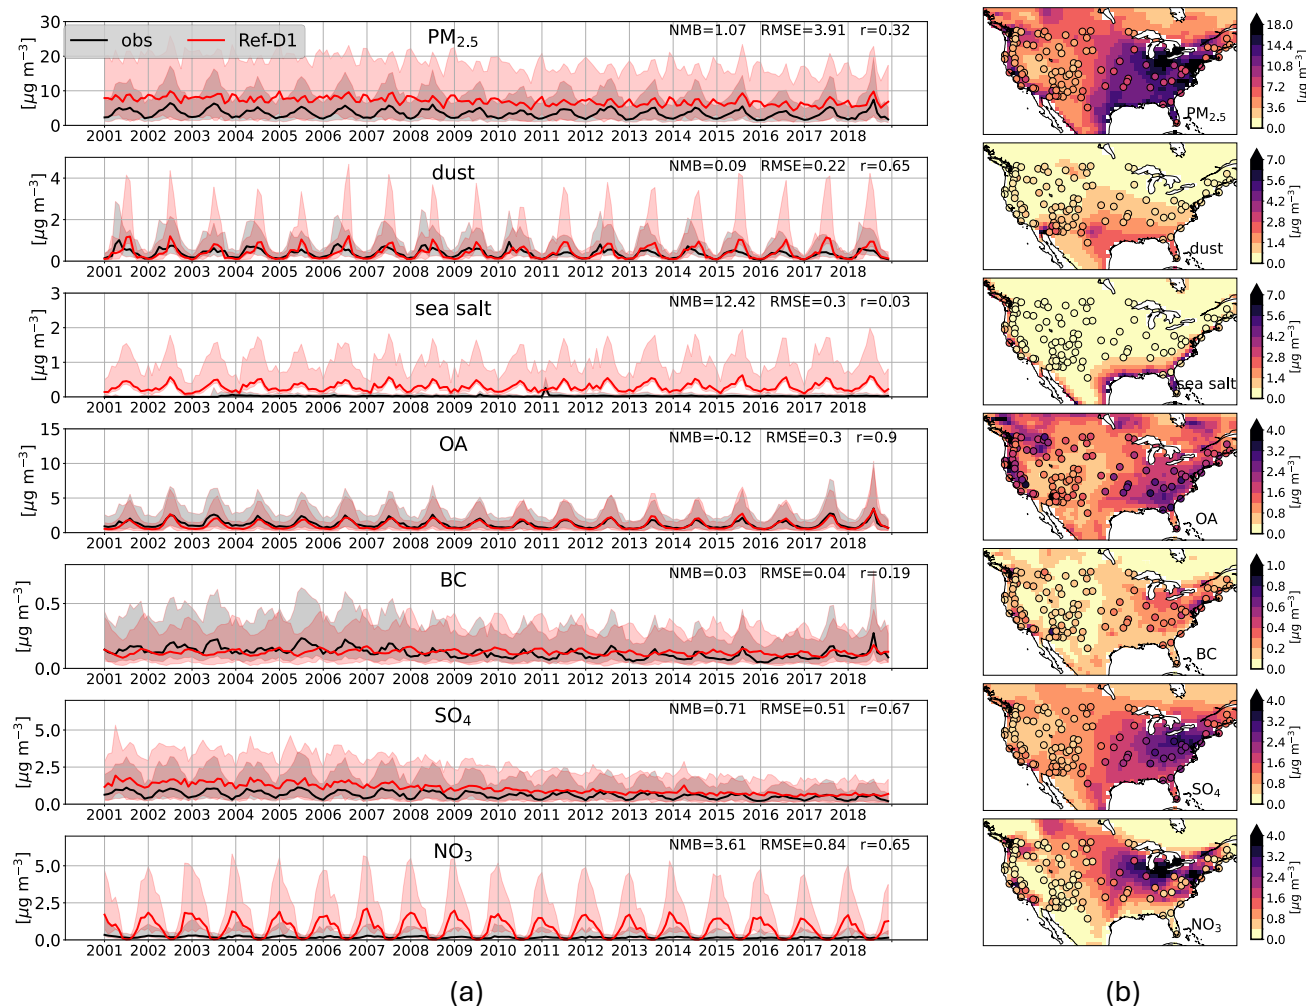 30
20
10
0
[μg m⁻³]
obs
Ref-D1
PM₂.₅
NMB=1.07 RMSE=3.91 r=0.32
2001 2002 2003 2004 2005 2006 2007 2008 2009 2010 2011 2012 2013 2014 2015 2016 2017 2018
4
2
0
[μg m⁻³]
dust
NMB=0.09 RMSE=0.22 r=0.65
2001 2002 2003 2004 2005 2006 2007 2008 2009 2010 2011 2012 2013 2014 2015 2016 2017 2018
3
2
1
0
[μg m⁻³]
sea salt
NMB=12.42 RMSE=0.3 r=0.03
2001 2002 2003 2004 2005 2006 2007 2008 2009 2010 2011 2012 2013 2014 2015 2016 2017 2018
15
10
5
0
[μg m⁻³]
OA
NMB=-0.12 RMSE=0.3 r=0.9
2001 2002 2003 2004 2005 2006 2007 2008 2009 2010 2011 2012 2013 2014 2015 2016 2017 2018
0.5
0.0
[μg m⁻³]
BC
NMB=0.03 RMSE=0.04 r=0.19
2001 2002 2003 2004 2005 2006 2007 2008 2009 2010 2011 2012 2013 2014 2015 2016 2017 2018
5.0
2.5
0.0
[μg m⁻³]
SO₄
NMB=0.71 RMSE=0.51 r=0.67
2001 2002 2003 2004 2005 2006 2007 2008 2009 2010 2011 2012 2013 2014 2015 2016 2017 2018
5.0
2.5
0.0
[μg m⁻³]
NO₃
NMB=3.61 RMSE=0.84 r=0.65
2001 2002 2003 2004 2005 2006 2007 2008 2009 2010 2011 2012 2013 2014 2015 2016 2017 2018
(a)
PM₂.₅
18.0
14.4
10.8
7.2
3.6
0.0
[μg m⁻³]
dust
7.0
5.6
4.2
2.8
1.4
0.0
[μg m⁻³]
sea salt
7.0
5.6
4.2
2.8
1.4
0.0
[μg m⁻³]
OA
4.0
3.2
2.4
1.6
0.8
0.0
[μg m⁻³]
BC
1.0
0.8
0.6
0.4
0.2
0.0
[μg m⁻³]
SO₄
4.0
3.2
2.4
1.6
0.8
0.0
[μg m⁻³]
NO₃
4.0
3.2
2.4
1.6
0.8
0.0
[μg m⁻³]
(b)